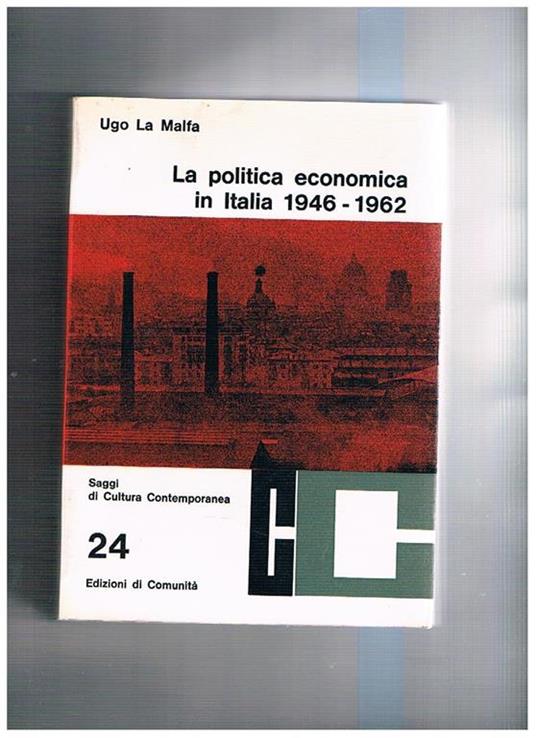 Ugo La Malfa
La politica economica
in Italia 1946 - 1962
Saggi
di Cultura Contemporanea
24
Edizioni di Comunità